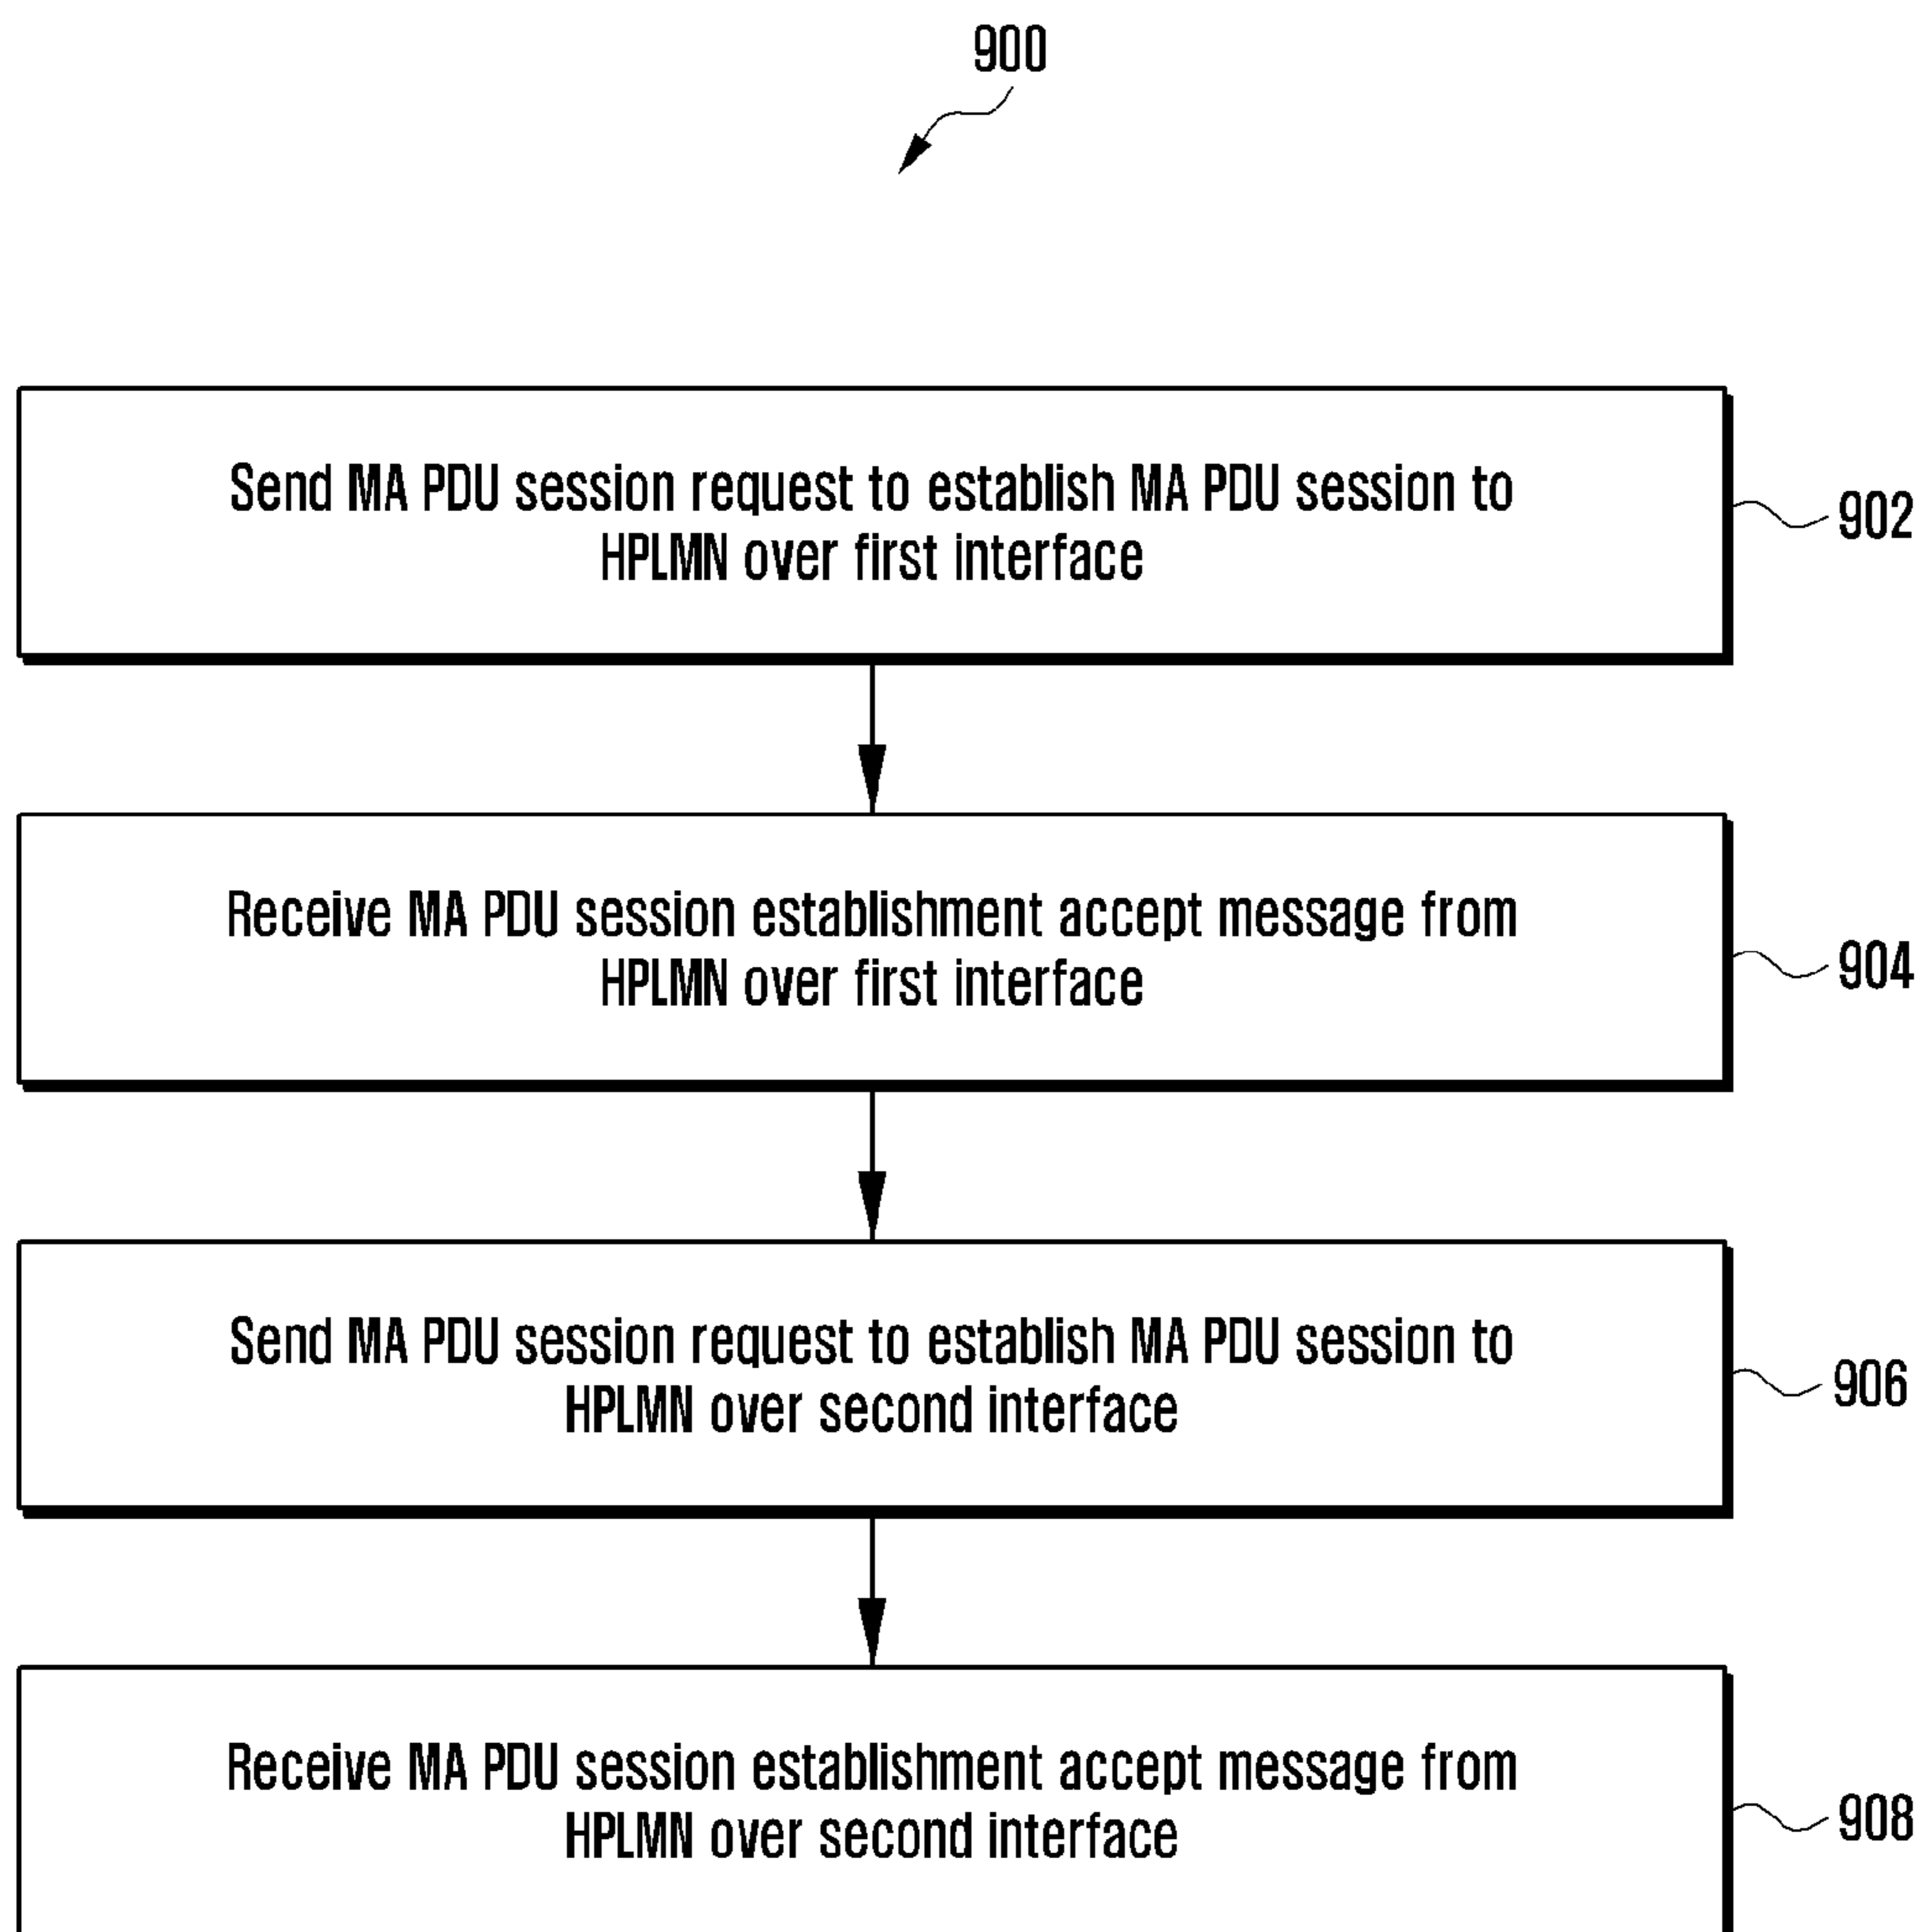 900
Send MA PDU session request to establish MA PDU session to
HPLMN over first interface
902
Receive MA PDU session establishment accept message from
HPLMN over first interface
904
Send MA PDU session request to establish MA PDU session to
HPLMN over second interface
906
Receive MA PDU session establishment accept message from
HPLMN over second interface
908